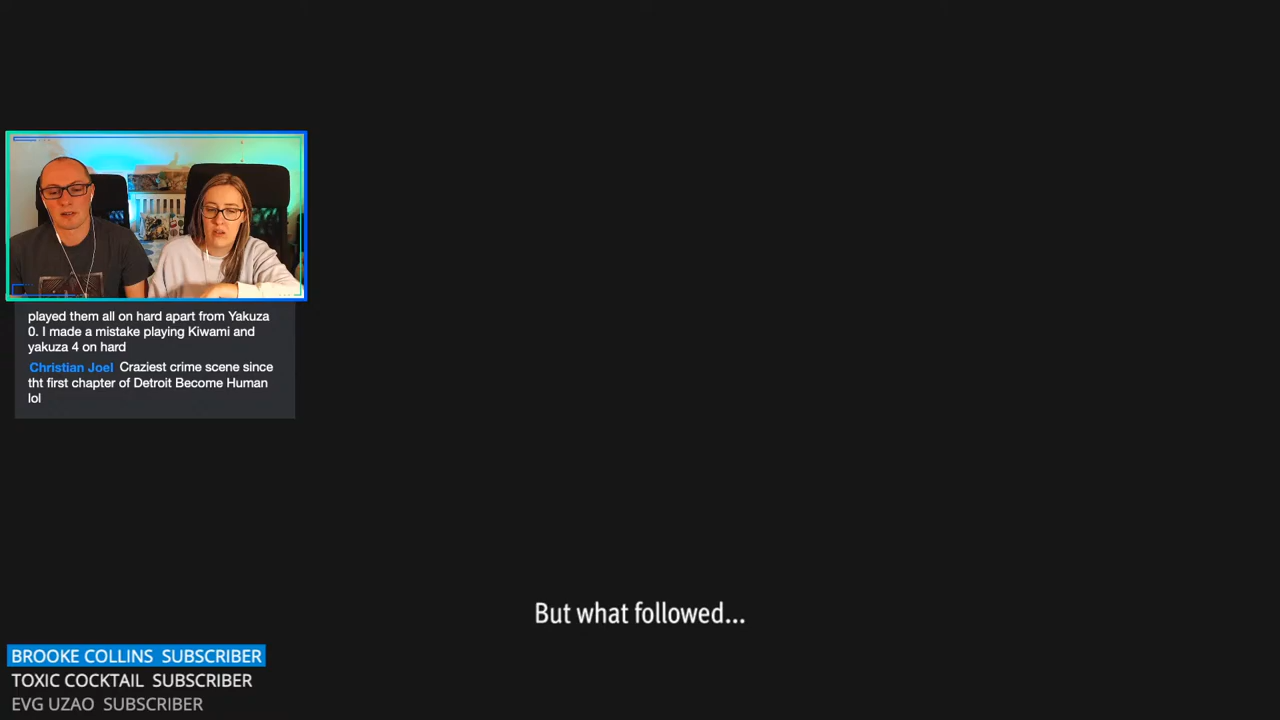 played them all on hard apart from Yakuza
0. I made a mistake playing Kiwami and
yakuza 4 on hard
Christian Joel Craziest crime scene since
tht first chapter of Detroit Become Human
lol
But what followed...
BROOKE COLLINS SUBSCRIBER
TOXIC COCKTAIL SUBSCRIBER
EVG UZAO SUBSCRIBER